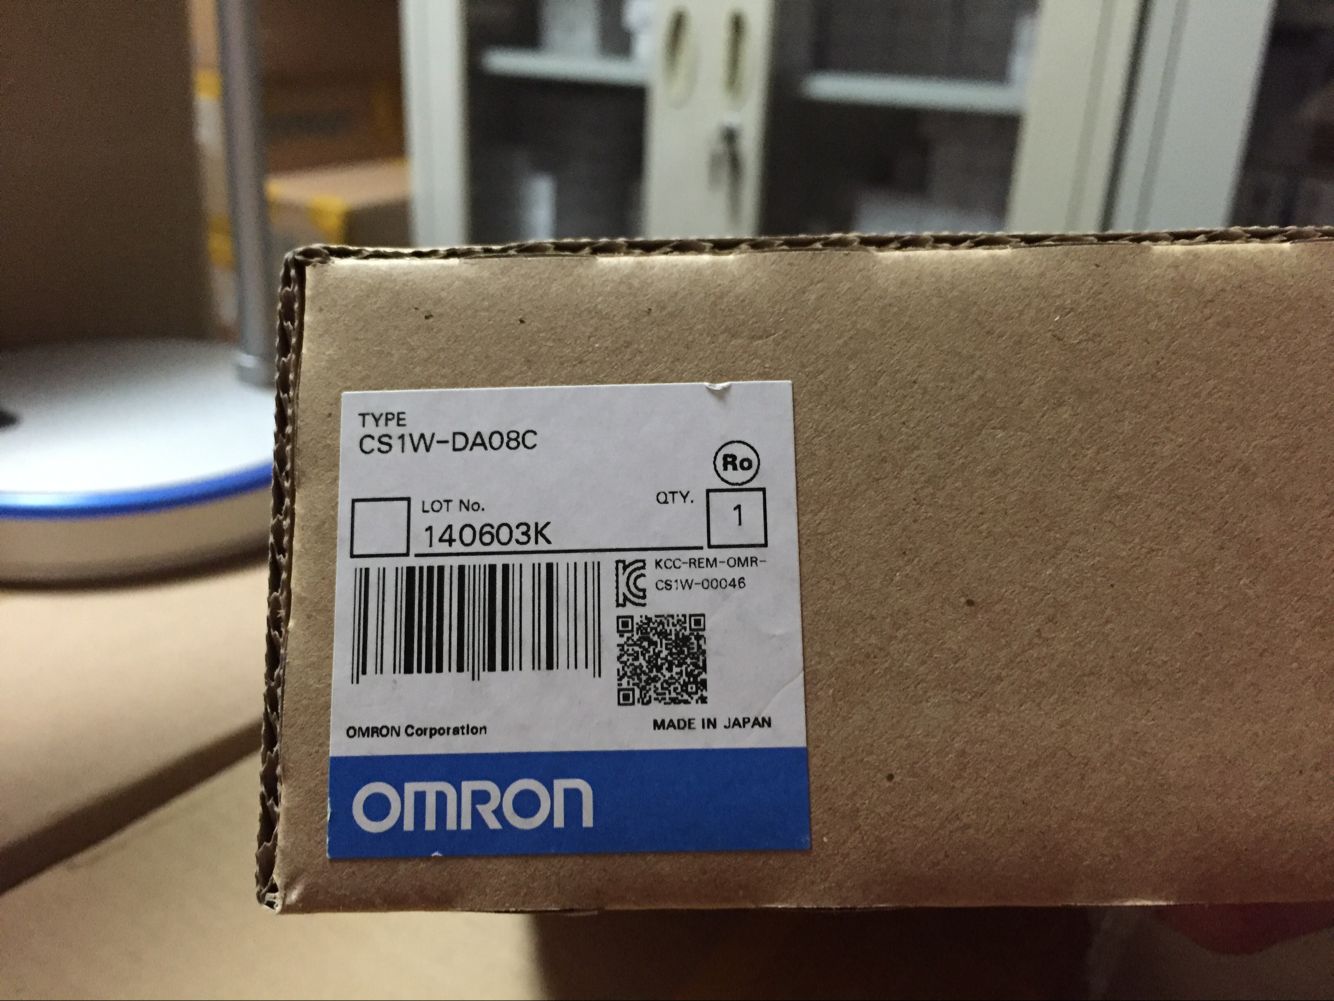 TYPE
CS1W-DA08C
Ro
LOT No.
QTY.
140603K
1
KCC-REM-OMR-
CS1W-00046
OMRON Corporation
MADE IN JAPAN
OMRON